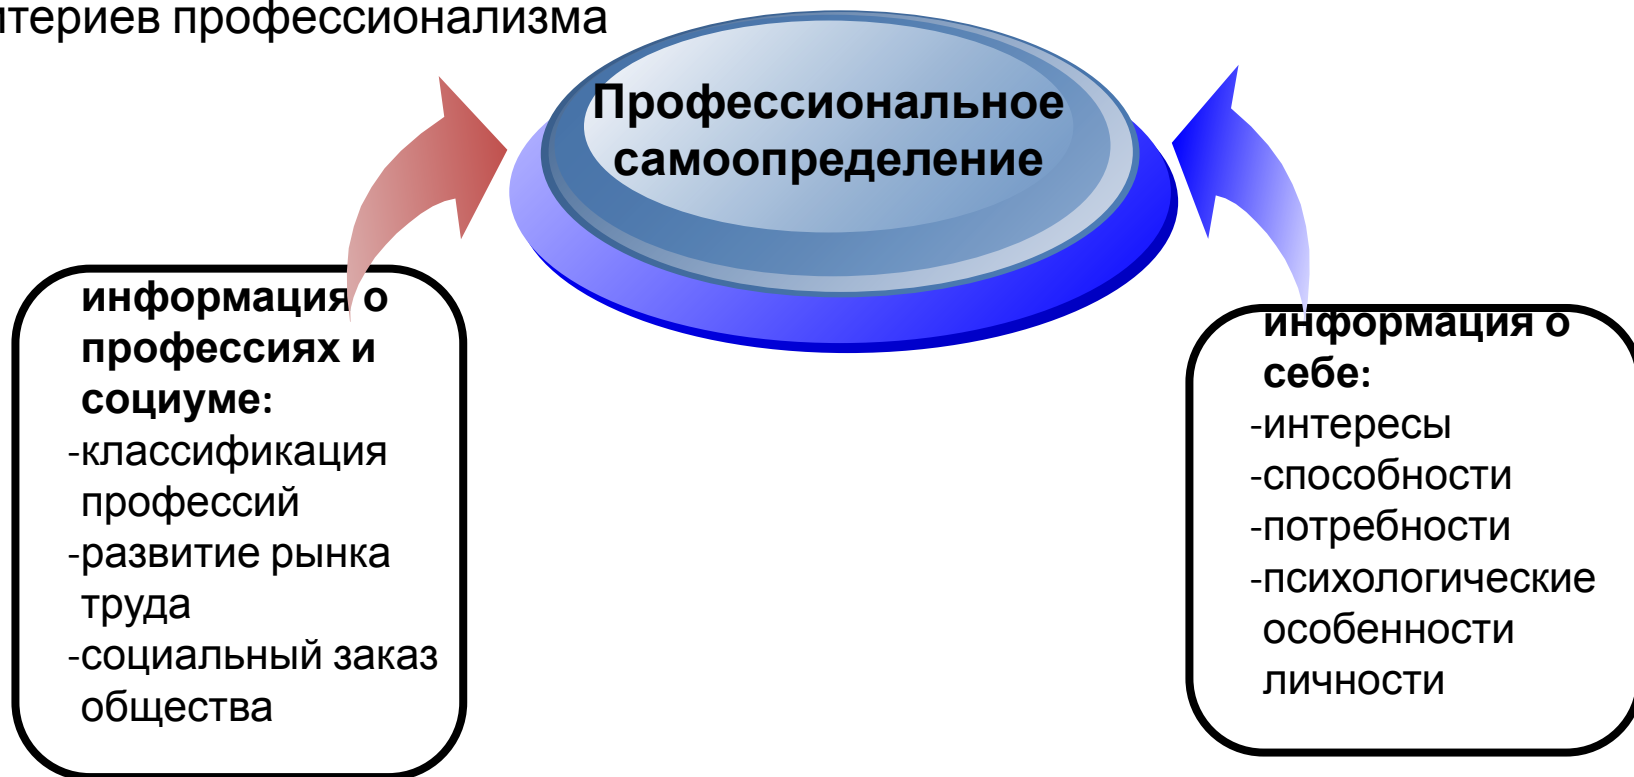 итериев профессионализма
Профессиональное
самоопределение
информация о
профессиях и
социуме:
-классификация
профессий
-развитие рынка
труда
-социальный заказ
общества
информация о
себе:
-интересы
-способности
-потребности
-психологические
особенности
личности